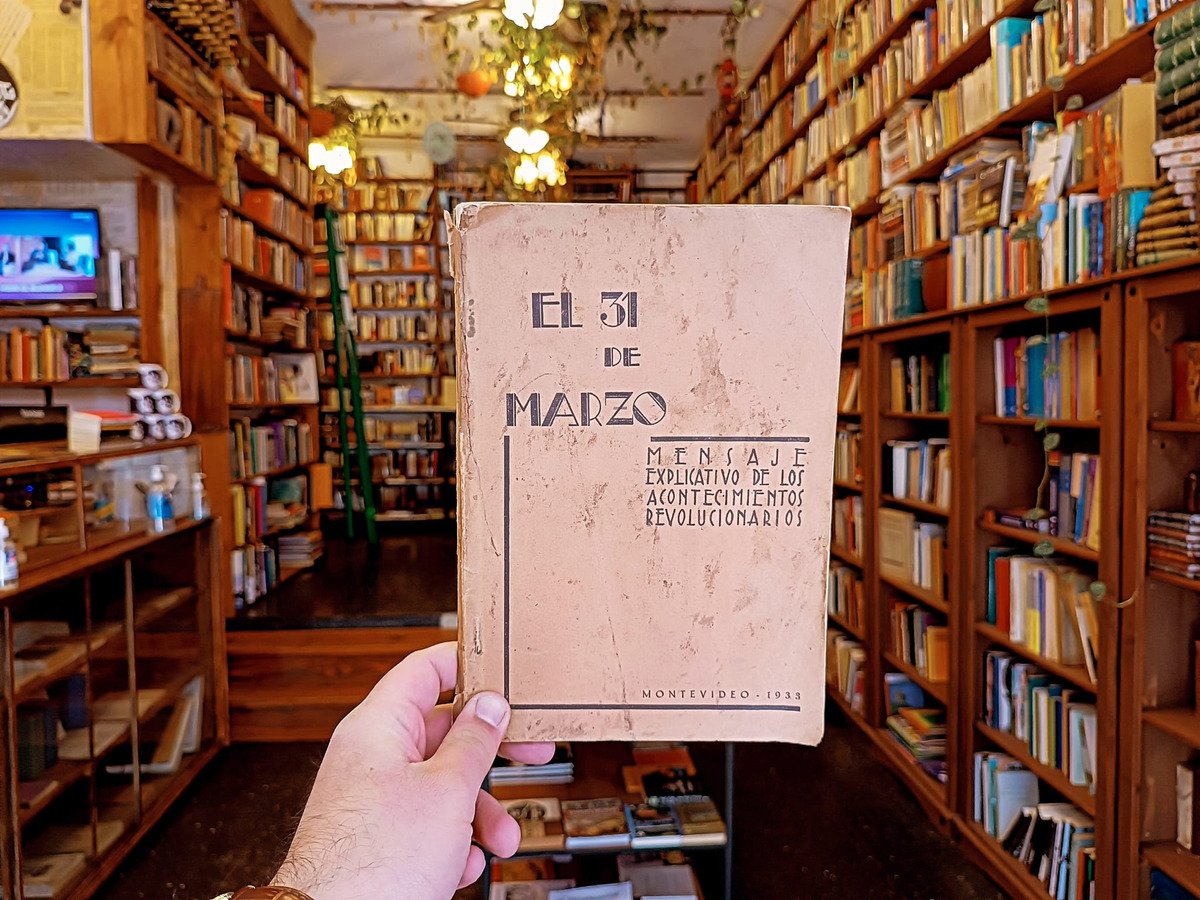 EL 31
DE
MARZO
MENSAJE
EXPLICATIVO DE LOS
ACONTECIMIENTOS
REVOLUCIONARIOS
MONTEVIDEO - 1933